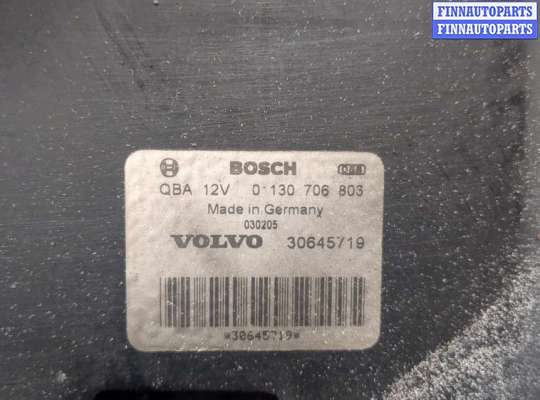 FINNAUTOPARTS
FINNAUTOPARTS
BOSCH
QBA 12V 0 130 706 803
Made in Germany
030205
VOLVO 30645719
*30645719*